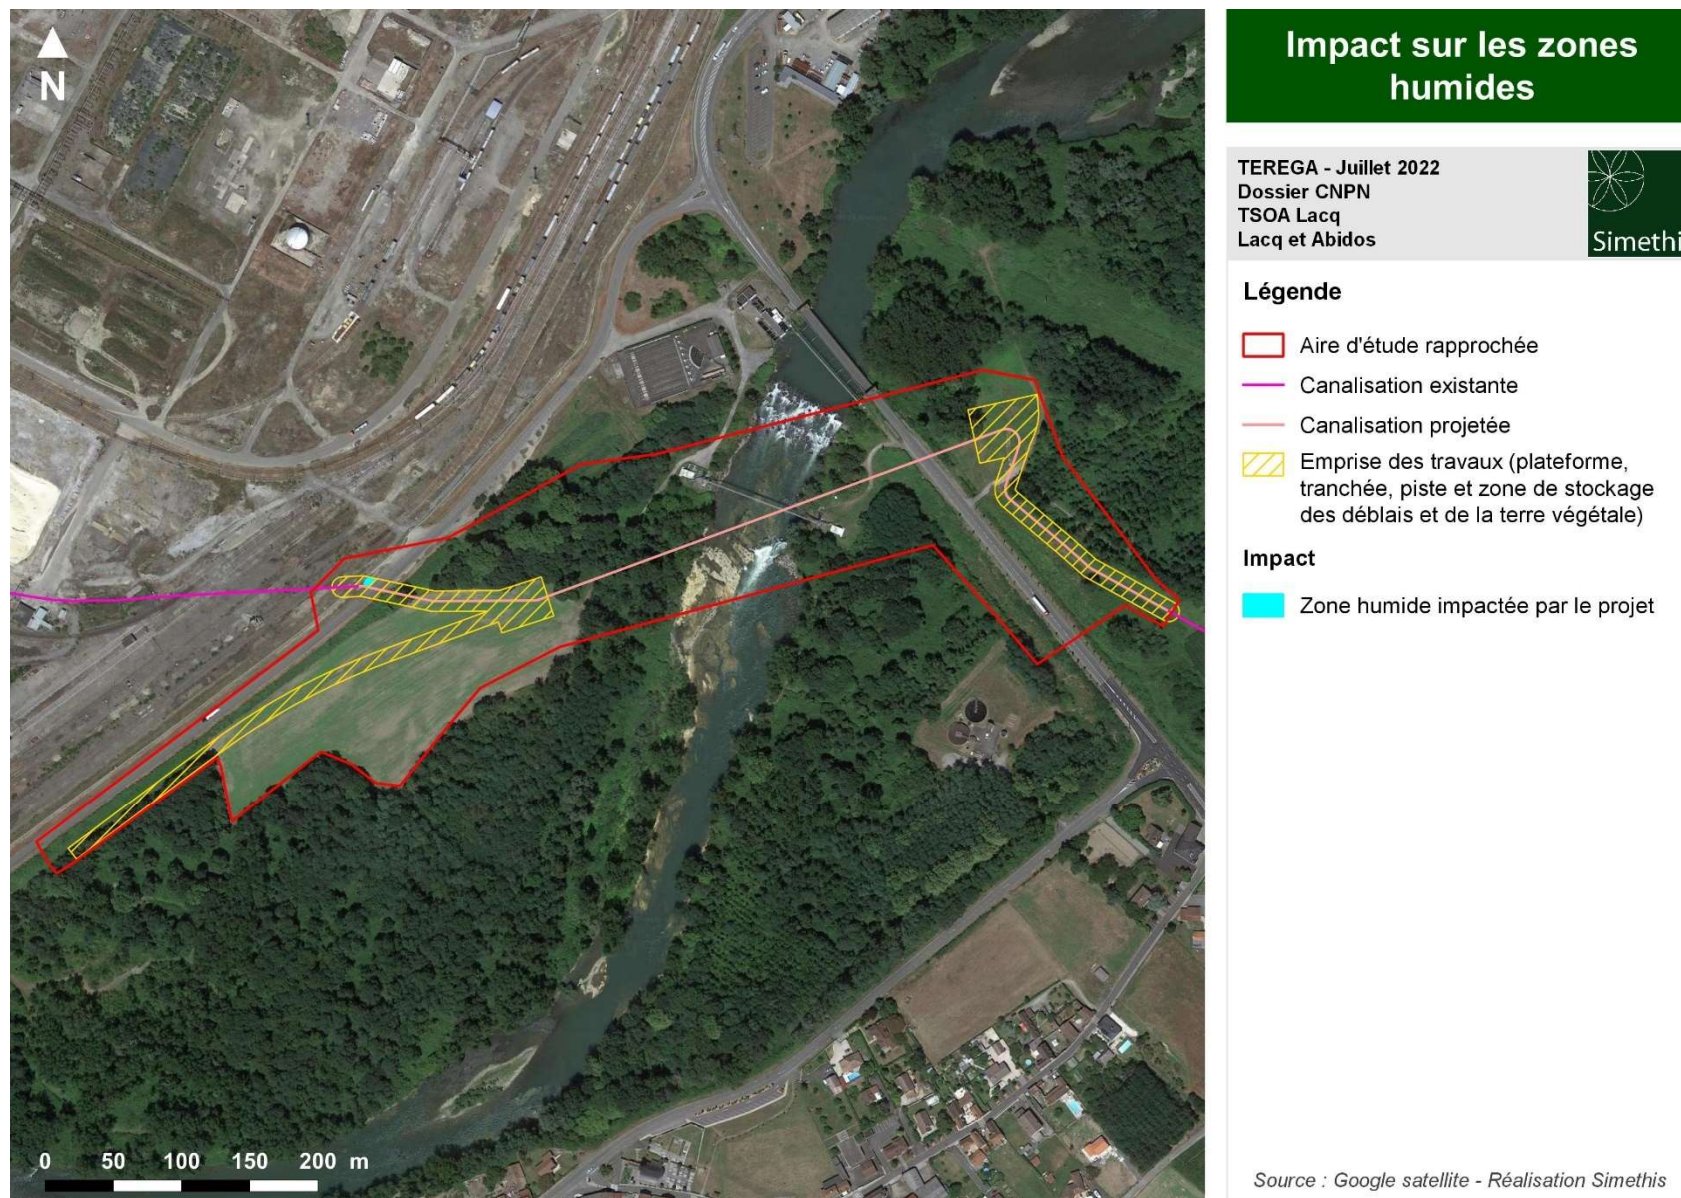 N
Impact sur les zones
humides
TEREGA - Juillet 2022
Dossier CNPN
TSOA Lacq
Lacq et Abidos
Simethi
Légende
Aire d'étude rapprochée
Canalisation existante
Canalisation projetée
Emprise des travaux (plateforme,
tranchée, piste et zone de stockage
des déblais et de la terre végétale)
Impact
Zone humide impactée par le projet
0 50 100 150 200 m
Source : Google satellite - Réalisation Simethis